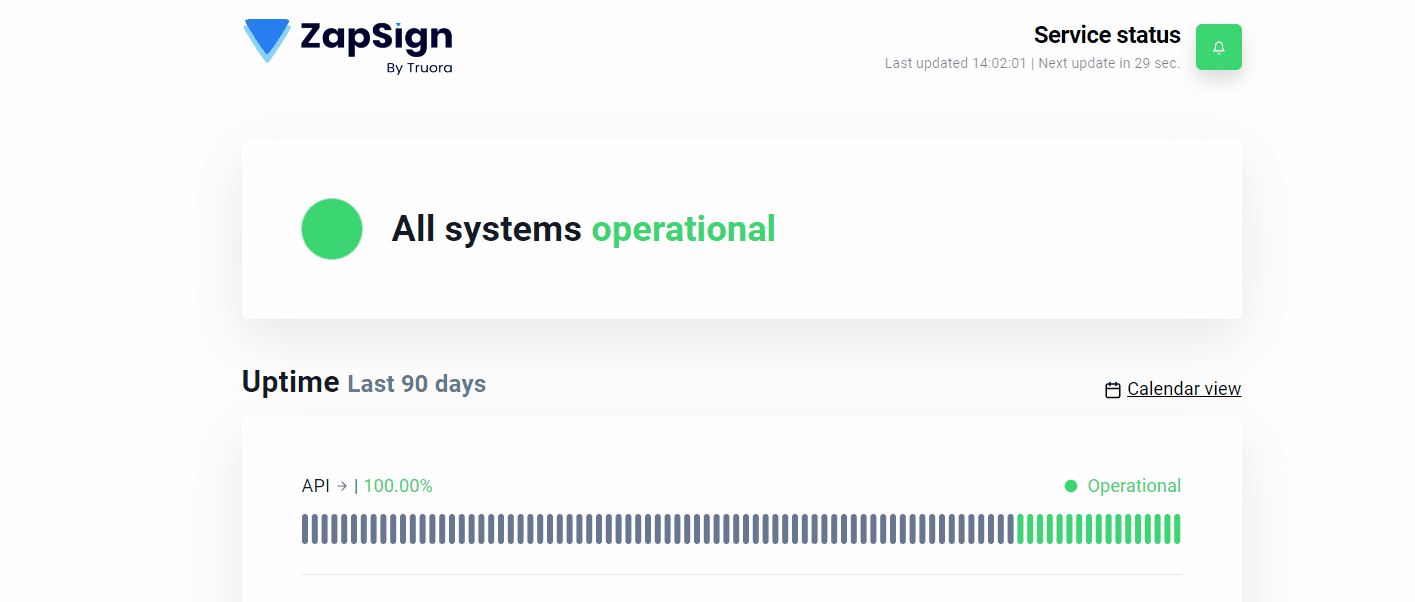 ZapSign
By Truora
Service status
Last updated 14:02:01 | Next update in 29 sec.
All systems operational
Uptime Last 90 days
Calendar view
API → | 100.00%
Operational